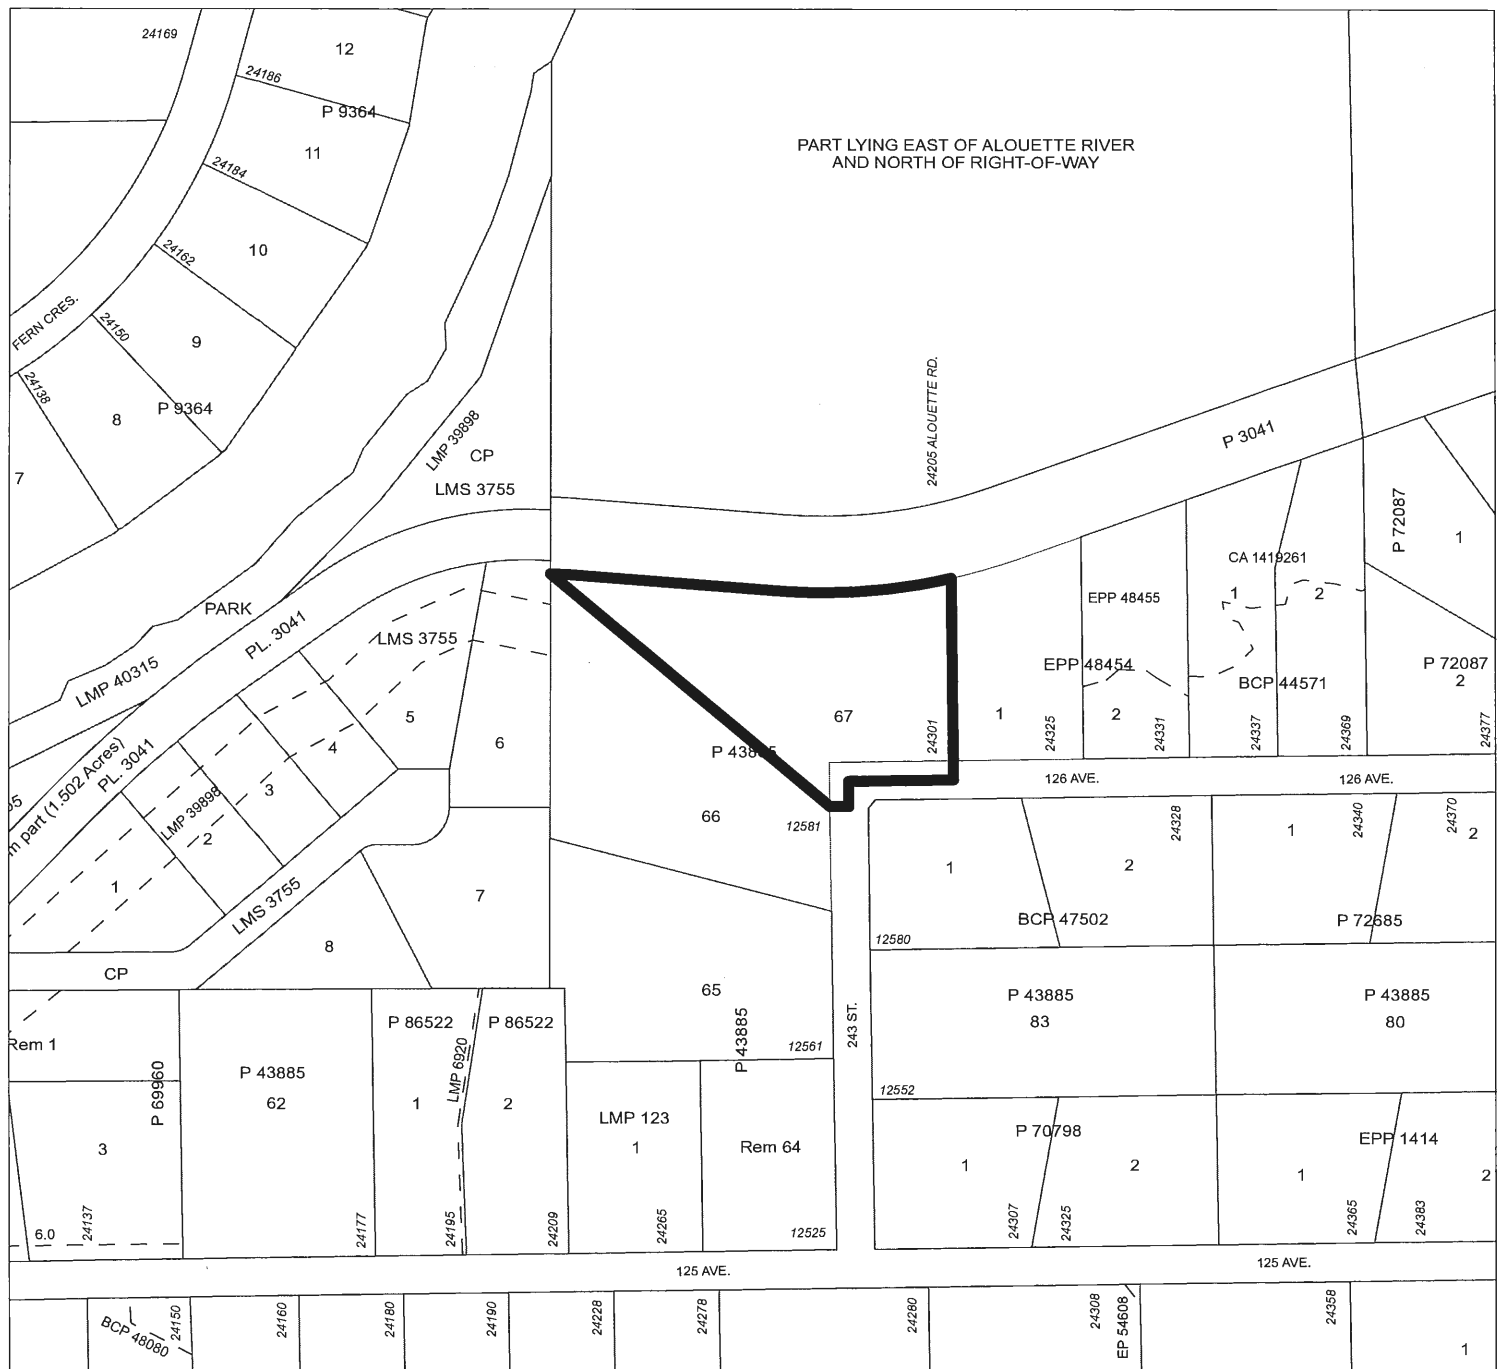 24169
12
24186
P 9364
11
24184
10
24162
9
24150
FERN CRES.
24138
8
P 9364
7
PART LYING EAST OF ALOUETTE RIVER
AND NORTH OF RIGHT-OF-WAY
24205 ALOUETTE RD.
P 3041
LMP 39898
CP
LMS 3755
P 72087
1
CA 1419261
EPP 48455
1
2
PARK
PL. 3041
LMS 3755
LMP 40315
EPP 48454
BCP 44571
P 72087
2
5
6
67
24301
1
24325
2
24331
24337
24369
24377
4
P 43885
126 AVE.
126 AVE.
m part (1.502 Acres)
PL. 3041
3
LMP 39898
2
1
66
12581
24328
1
24340
24370
2
1
2
BCP 47502
P 72685
7
LMS 3755
8
12580
CP
65
P 43885
12561
243 ST.
P 43885
83
P 43885
80
Rem 1
P 69960
P 43885
62
P 86522
1
LMP 6920
P 86522
2
12552
LMP 123
1
Rem 64
P 70798
1
2
EPP 1414
1
2
3
6.0
24137
24177
24195
24209
24265
12525
24307
24325
24365
24383
125 AVE.
125 AVE.
BCP 48080
24150
24160
24180
24190
24228
24278
24280
24308
EP 54608
24358
1